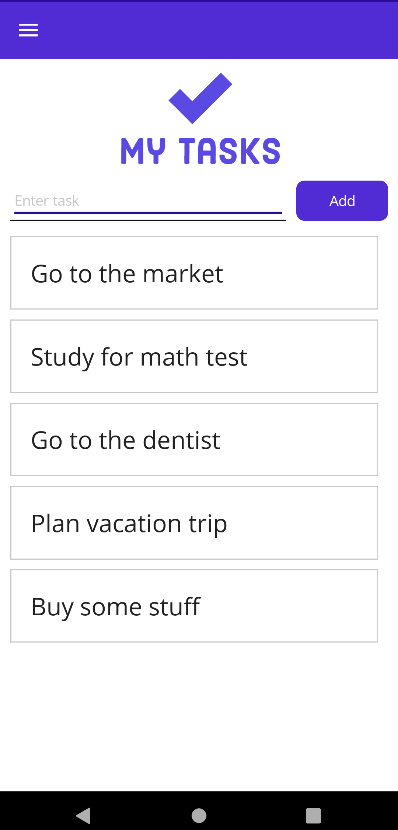 MY TASKS
Enter task
Add
Go to the market
Study for math test
Go to the dentist
Plan vacation trip
Buy some stuff